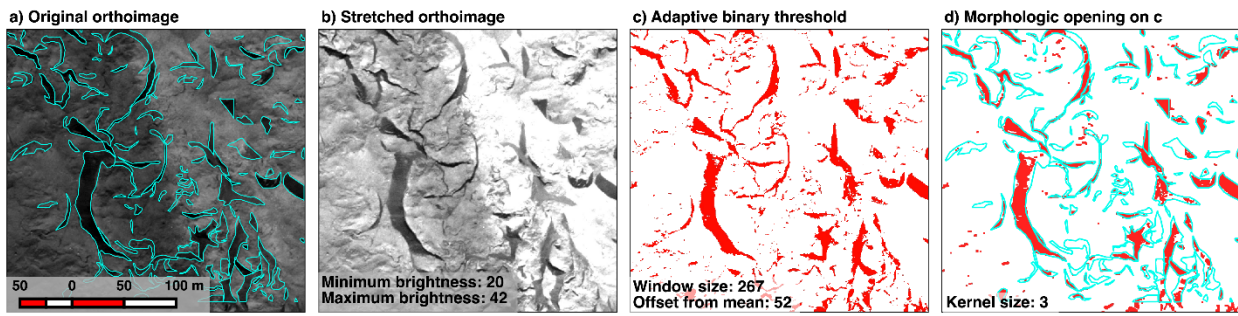 a) Original orthoimage
b) Stretched orthoimage
c) Adaptive binary threshold
d) Morphologic opening on c
50 0 50 100 m
Minimum brightness: 20
Maximum brightness: 42
Window size: 267
Offset from mean: 52
Kernel size: 3